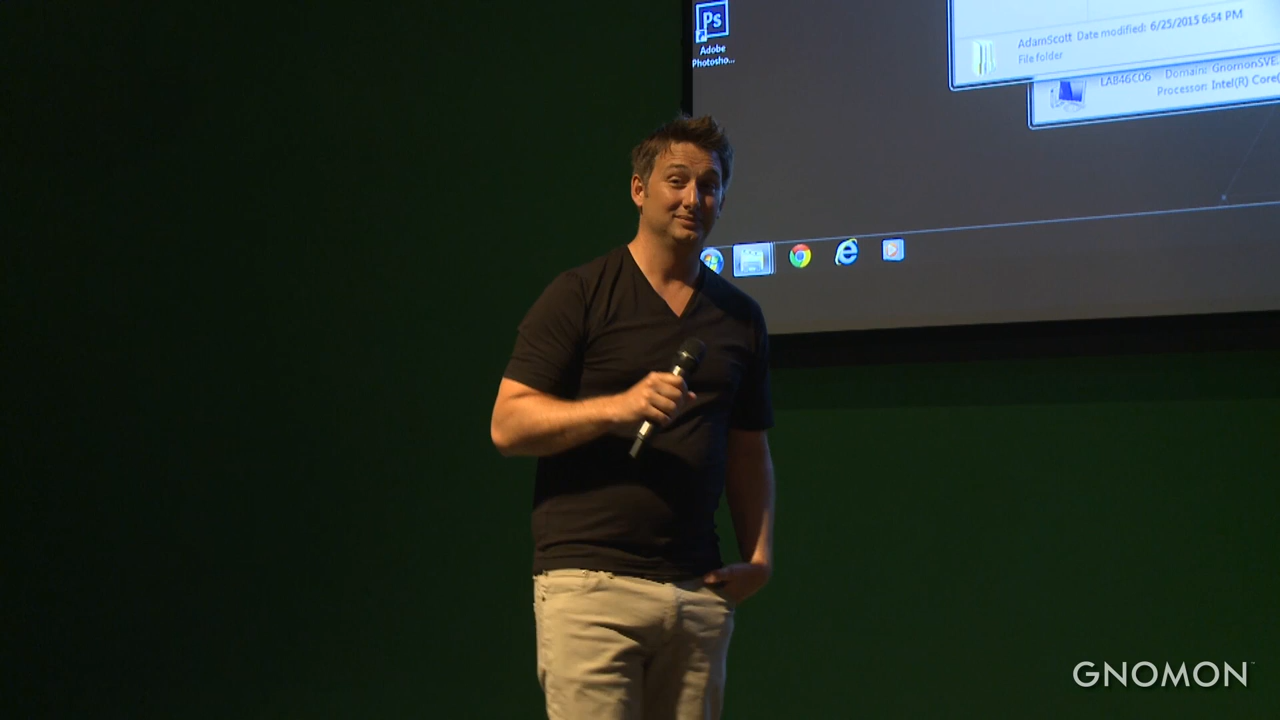 Ps
Adobe
Photosho...
AdamScott Date modified: 6/25/2015 6:54 PM
File folder
LAB46C06 Domain: GnomonSVE.
Processor: Intel(R) Core(
GNOMON